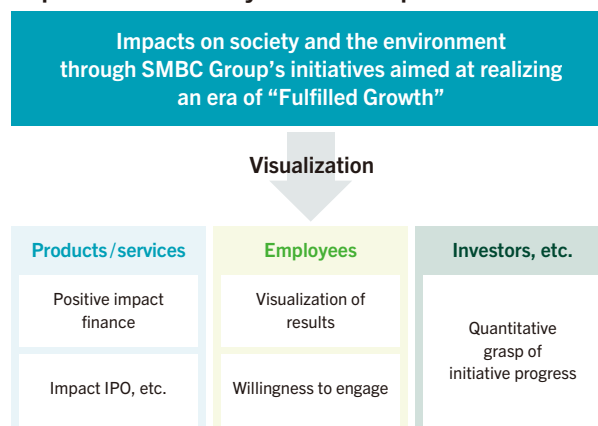 Impacts on society and the environment
through SMBC Group's initiatives aimed at realizing
an era of “Fulfilled Growth”
Visualization
Products/services
Positive impact
finance
Impact IPO, etc.
Employees
Visualization of
results
Willingness to engage
Investors, etc.
Quantitative
grasp of
initiative progress